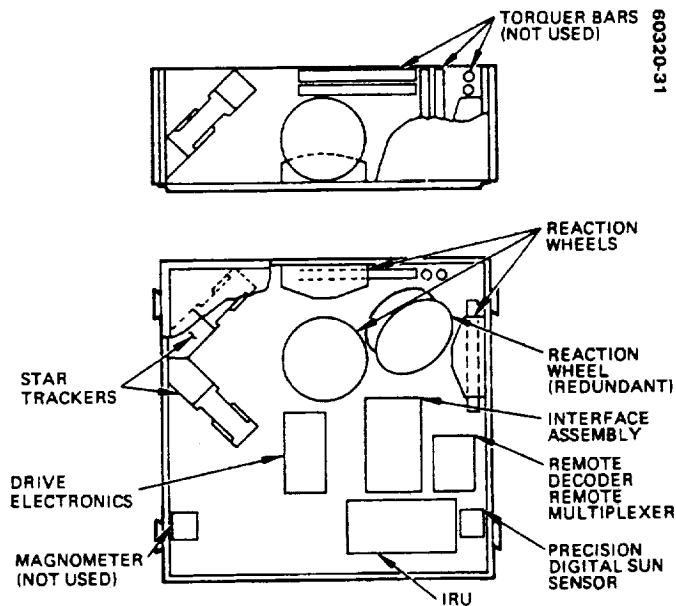 TORQUER BARS
(NOT USED)
60320-31
REACTION
WHEELS
REACTION
WHEEL
(REDUNDANT)
STAR
TRACKERS
INTERFACE
ASSEMBLY
DRIVE
ELECTRONICS
REMOTE
DECODER
REMOTE
MULTIPLEXER
MAGNOMETER
(NOT USED)
PRECISION
DIGITAL SUN
SENSOR
IRU